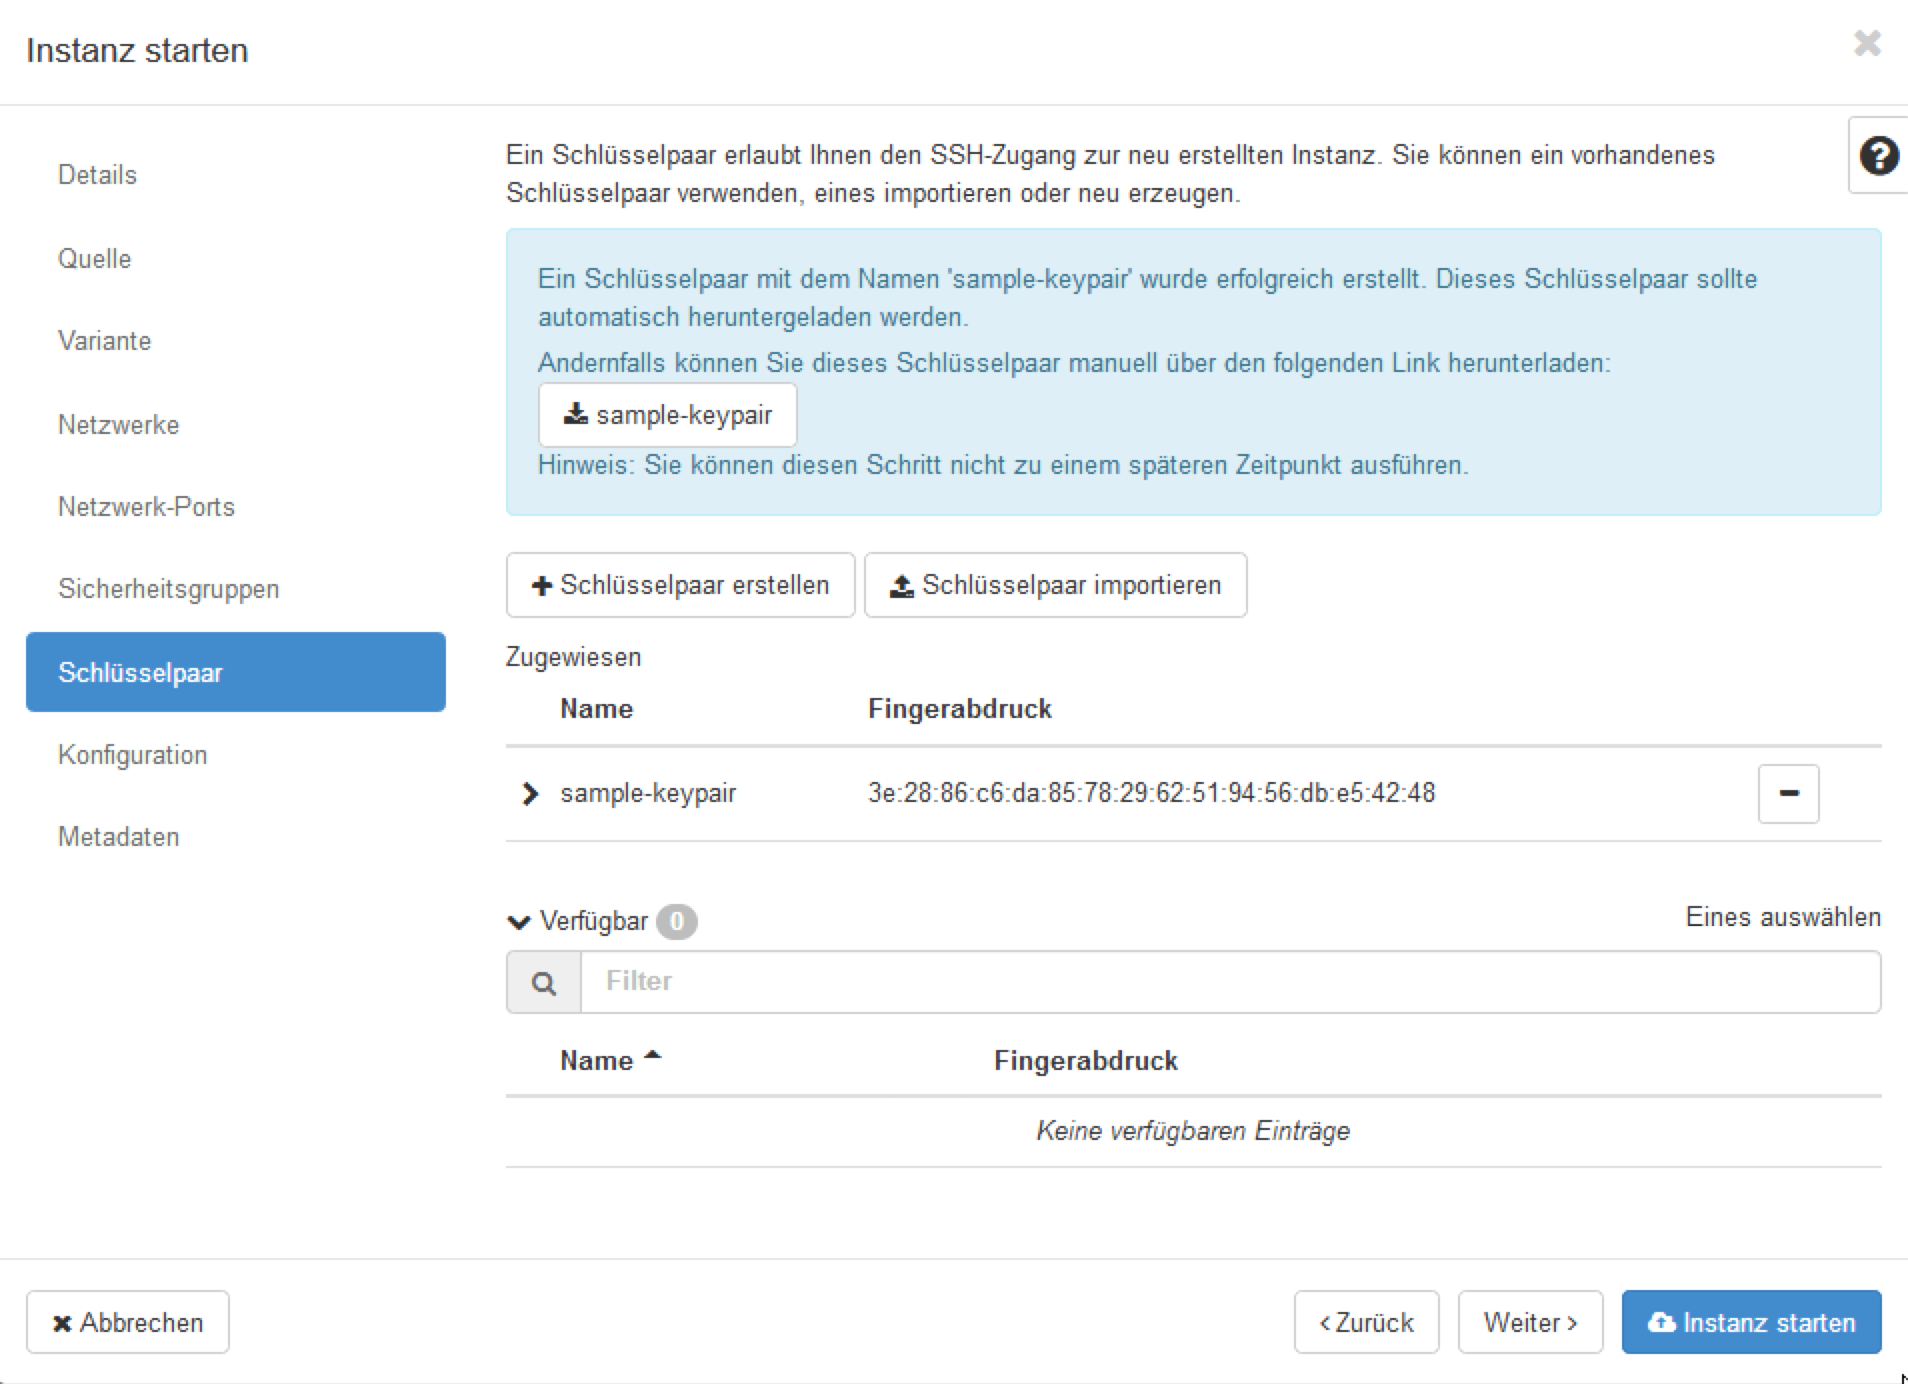 Instanz starten
Details
Quelle
Variante
Netzwerke
Netzwerk-Ports
Sicherheitsgruppen
Schlüsselpaar
Konfiguration
Metadaten
Ein Schlüsselpaar erlaubt Ihnen den SSH-Zugang zur neu erstellten Instanz. Sie können ein vorhandenes
Schlüsselpaar verwenden, eines importieren oder neu erzeugen.
Ein Schlüsselpaar mit dem Namen 'sample-keypair' wurde erfolgreich erstellt. Dieses Schlüsselpaar sollte
automatisch heruntergeladen werden.
Andernfalls können Sie dieses Schlüsselpaar manuell über den folgenden Link herunterladen:
sample-keypair
Hinweis: Sie können diesen Schritt nicht zu einem späteren Zeitpunkt ausführen.
Schlüsselpaar erstellen Schlüsselpaar importieren
Zugewiesen
Name Fingerabdruck
sample-keypair 3e:28:86:c6:da:85:78:29:62:51:94:56:db:e5:42:48
Verfügbar 0 Eines auswählen
Filter
Name Fingerabdruck
Keine verfügbaren Einträge
Abbrechen <Zurück Weiter> Instanz starten